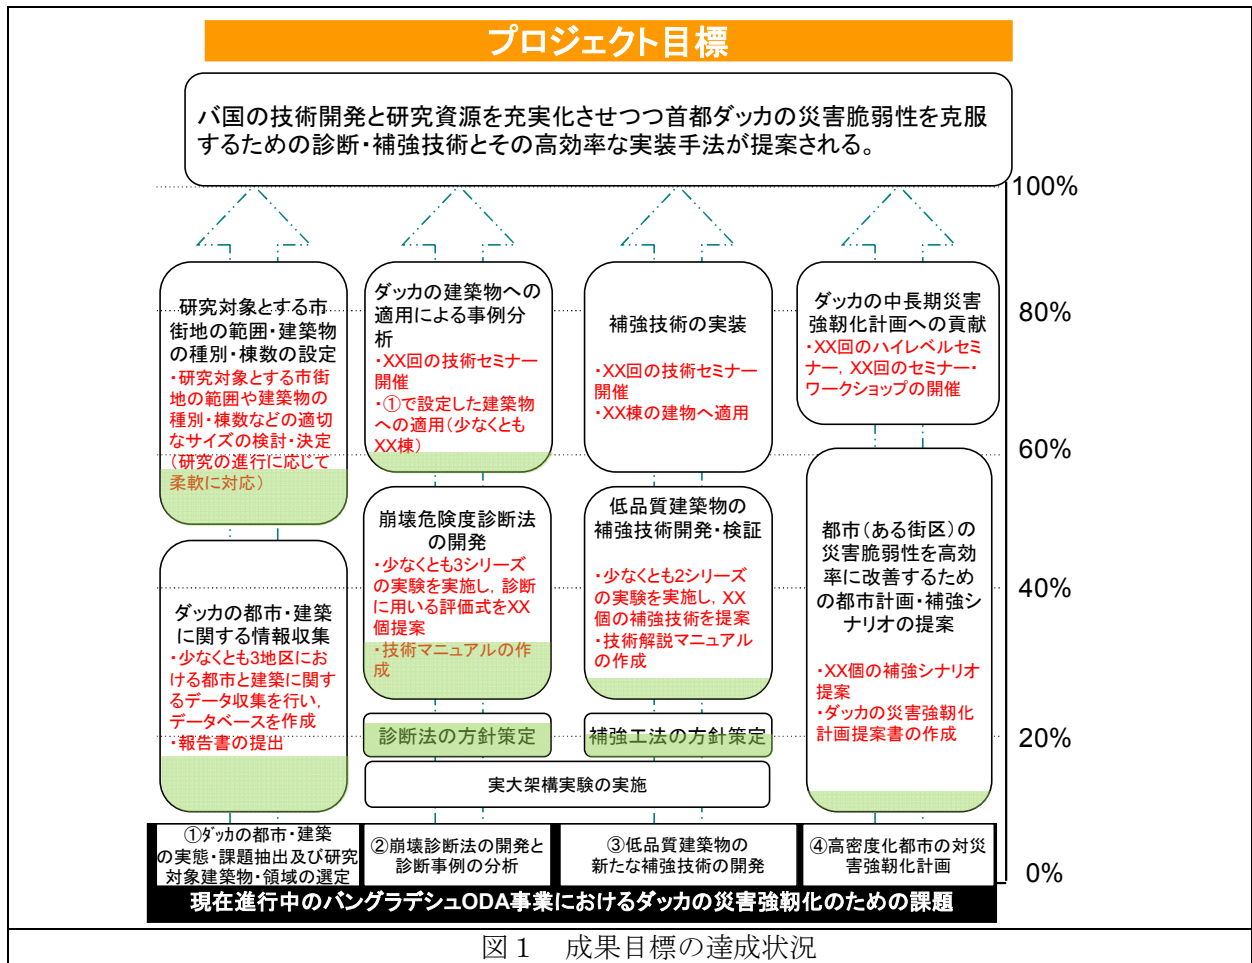 プロジェクト目標
バ国の技術開発と研究資源を充実化させつつ首都ダッカの災害脆弱性を克服
するための診断・補強技術とその高効率な実装手法が提案される。
100%
80%
60%
40%
20%
0%
研究対象とする市
街地の範囲・建築物
の種別・棟数の設定
・研究対象とする市街
地の範囲や建築物の
種別・棟数などの適切
なサイズの検討・決定
（研究の進行に応じて
柔軟に対応）
ダッカの都市・建築
に関する情報収集
・少なくとも3地区にお
ける都市と建築に関す
るデータ収集を行い,
データベースを作成
・報告書の提出
①ダッカの都市・建築
の実態・課題抽出及び研究
対象建築物・領域の選定
ダッカの建築物への
適用による事例分
析
・XX回の技術セミナー
開催
・①で設定した建築物
への適用（少なくとも
XX棟）
崩壊危険度診断法
の開発
・少なくとも3シリーズ
の実験を実施し, 診断
に用いる評価式をXX
個提案
・技術マニュアルの作
成
診断法の方針策定
実大架構実験の実施
②崩壊診断法の開発と
診断事例の分析
補強技術の実装
・XX回の技術セミナー
開催
・XX棟の建物へ適用
低品質建築物の
補強技術開発・検証
・少なくとも2シリーズ
の実験を実施し, XX
個の補強技術を提案
・技術解説マニュアル
の作成
補強工法の方針策定
③低品質建築物の
新たな補強技術の開発
ダッカの中長期災害
強靭化計画への貢献
・XX回のハイレベルセミ
ナー, XX回のセミナー・
ワークショップの開催
都市（ある街区）の
災害脆弱性を高効
率に改善するため
の都市計画・補強シ
ナリオの提案
・XX個の補強シナリオ
提案
・ダッカの災害強靭化
計画提案書の作成
④高密度化都市の対災
害強靭化計画
現在進行中のバングラデシュODA事業におけるダッカの災害強靭化のための課題
図１　成果目標の達成状況